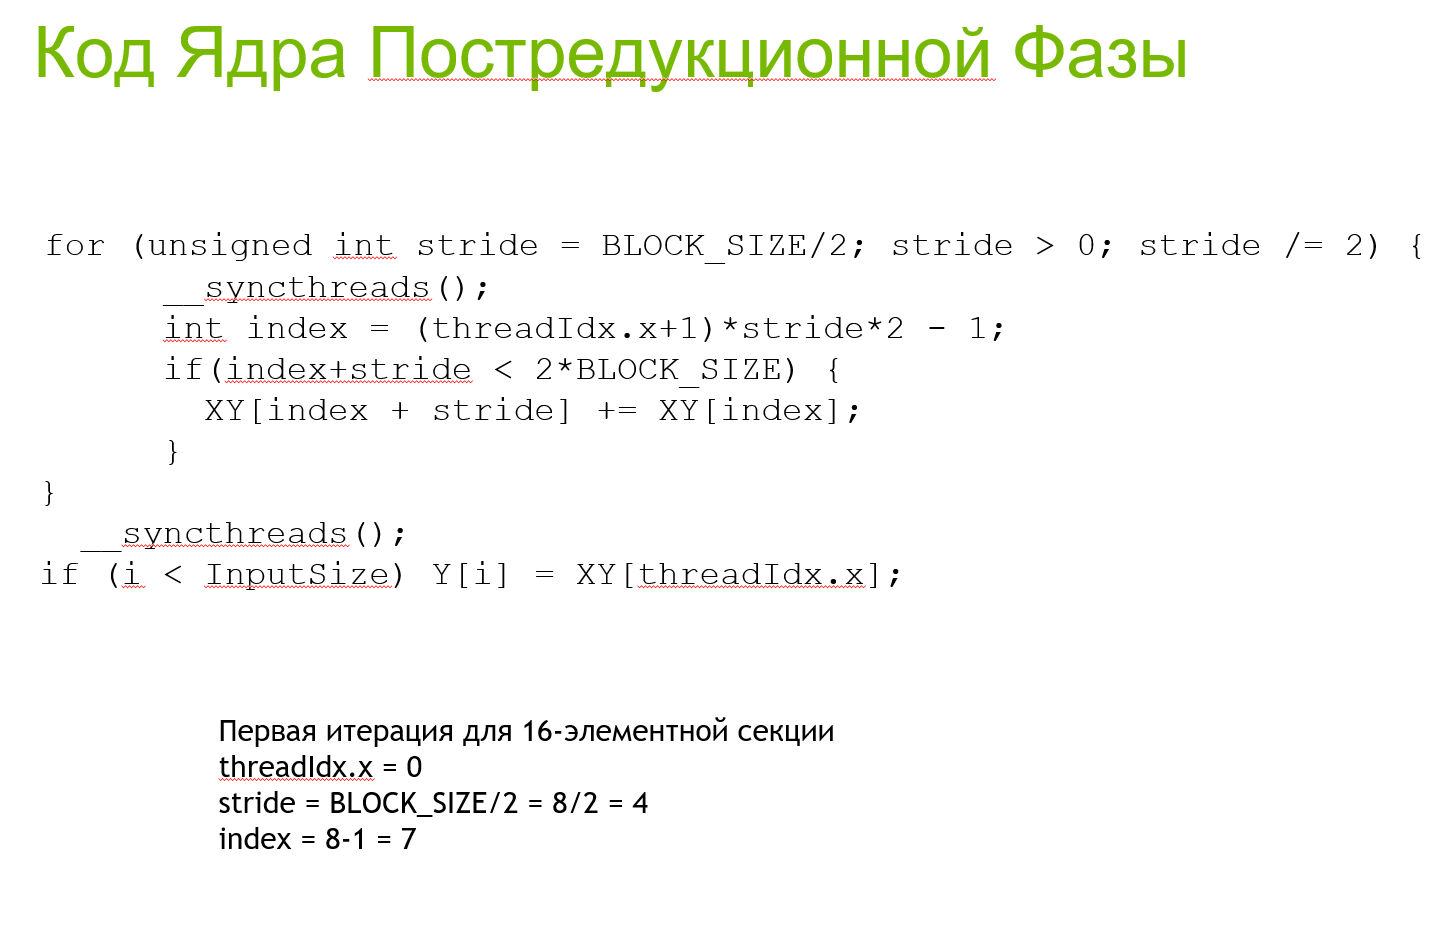 Код Ядра Постредукционной Фазы
for (unsigned int stride = BLOCK_SIZE/2; stride > 0; stride /= 2) {
__syncthreads();
int index = (threadIdx.x+1)*stride*2 - 1;
if(index+stride < 2*BLOCK_SIZE) {
XY[index + stride] += XY[index];
}
}
__syncthreads();
if (i < InputSize) Y[i] = XY[threadIdx.x];
Первая итерация для 16-элементной секции
threadIdx.x = 0
stride = BLOCK_SIZE/2 = 8/2 = 4
index = 8-1 = 7